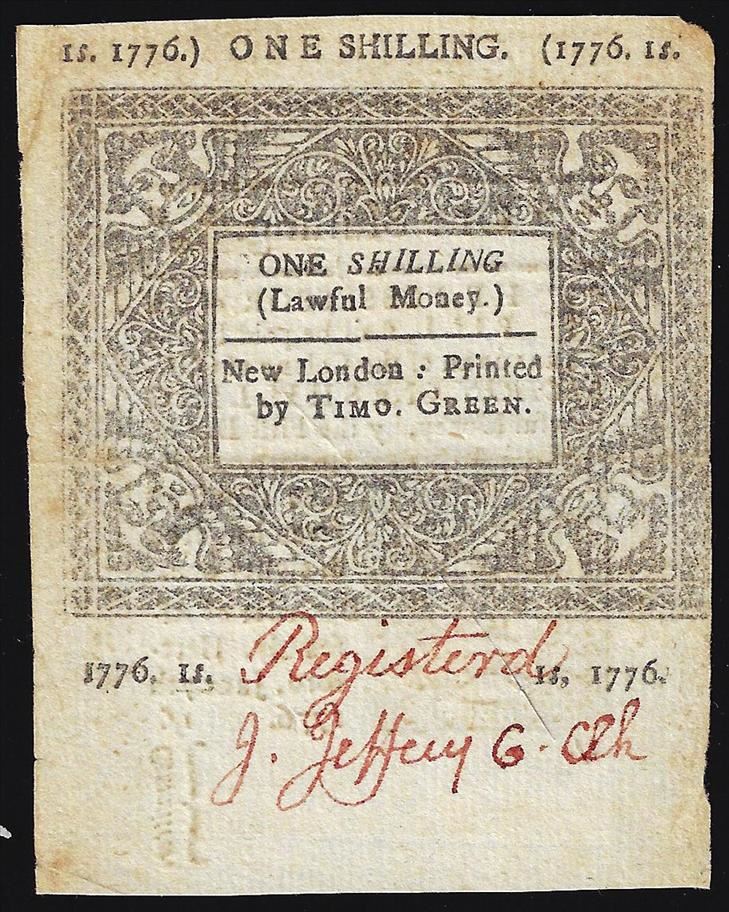 1s. 1776.) ONE SHILLING. (1776. 1s.
ONE SHILLING
(Lawful Money.)
New London : Printed
by TIMO. GREEN.
1776. 1s. Registerd 1s, 1776.
J. Jeffery G. Clk